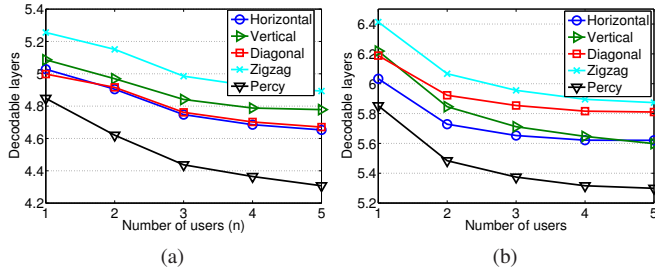 5.4
5.2
5
4.8
4.6
4.4
4.2
1 2 3 4 5
Decodable layers
Number of users (n)
Horizontal
Vertical
Diagonal
Zigzag
Percy
(a)
6.4
6.2
6
5.8
5.6
5.4
5.2
1 2 3 4 5
Decodable layers
Number of users
Horizontal
Vertical
Diagonal
Zigzag
Percy
(b)